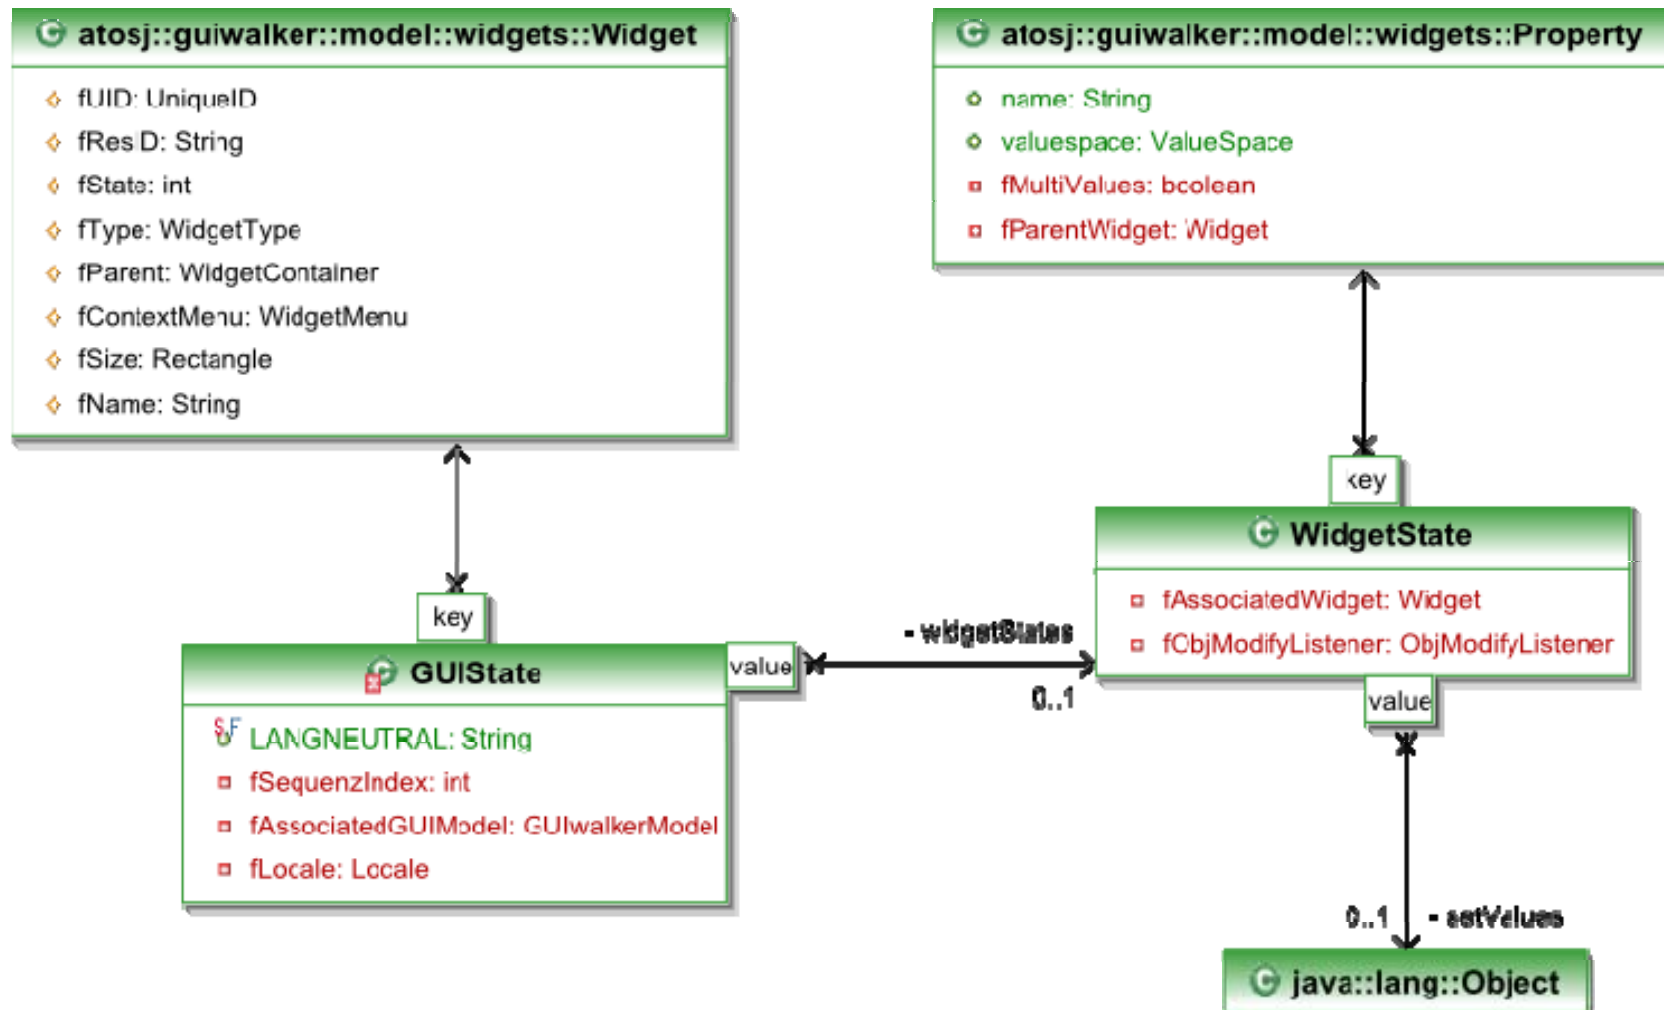 atosj::guiwalker::model::widgets::Widget
fUID: UniqueID
fResID: String
fState: int
fType: WidgetType
fParent: WidgetContainer
fContextMenu: WidgetMenu
fSize: Rectangle
fName: String
atosj::guiwalker::model::widgets::Property
name: String
valuespace: ValueSpace
fMultiValues: boolean
fParentWidget: Widget
key
WidgetState
fAssociatedWidget: Widget
fObjModifyListener: ObjModifyListener
value
key
GUIState
LANGNEUTRAL: String
fSequenzIndex: int
fAssociatedGUIModel: GUIwalkerModel
fLocale: Locale
value
- widgetStates
0..1
0..1 -
java::lang::Object